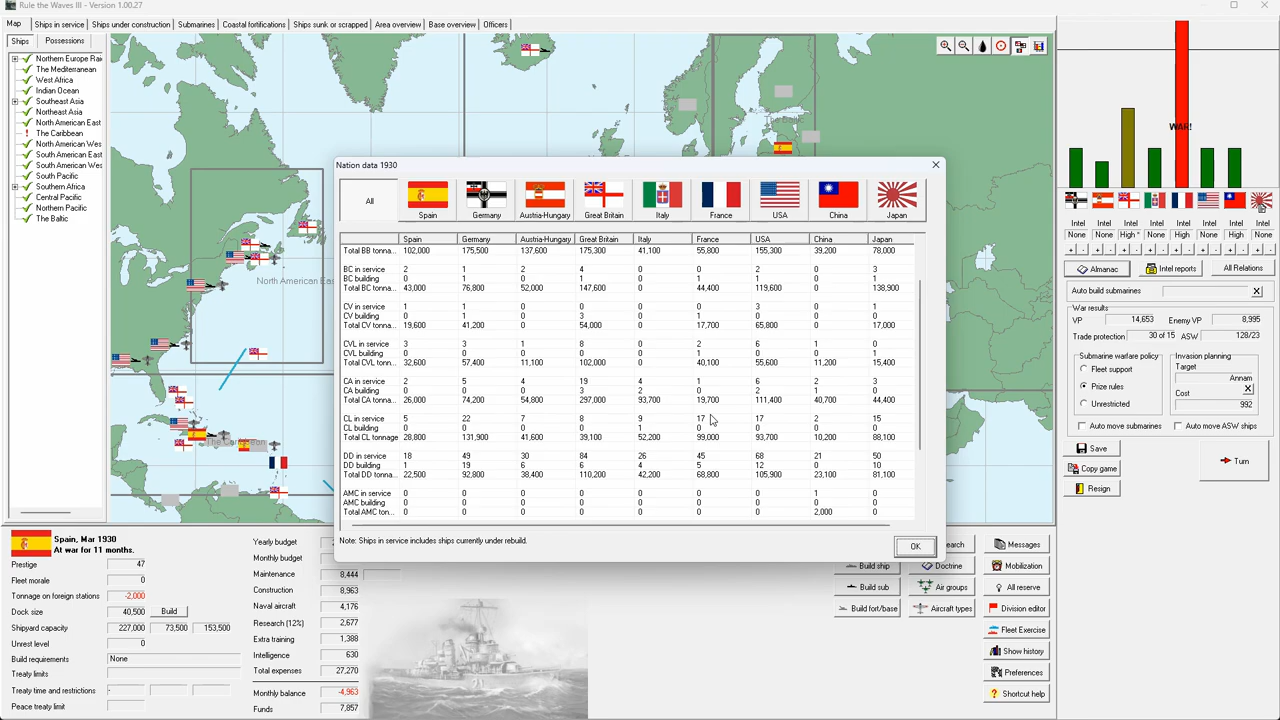 Rule the Waves III - Version 1.00.27
Map Ships in service Ships under construction Submarines Coastal fortifications Ships sunk or scrapped Area overview Base overview Officers
Ships Possessions
Northern Europe Rai
The Mediterranean
West Africa
Indian Ocean
Southeast Asia
Northeast Asia
North American East
The Caribbean
North American Wes
South American East
South American Wes
South Pacific
Southern Africa
Central Pacific
Northern Pacific
The Baltic
North American Eas
The Caribbean
Nation data 1930
All Spain Germany Austria-Hungary Great Britain Italy France USA China Japan
Spain Germany Austria-Hungary Great Britain Italy France USA China Japan
Total BB tonna... 102,000 175,500 137,600 175,300 41,100 55,800 155,300 39,200 78,000
BC in service 2 1 2 4 0 1 2 0 3
BC building 0 1 0 1 0 1 1 0 1
Total BC tonna... 43,000 76,800 52,000 147,600 0 44,400 119,600 0 138,900
CV in service 1 1 0 0 0 0 3 0 1
CV building 0 1 0 3 0 1 0 0 0
Total CV tonna... 19,600 41,200 0 54,000 0 17,700 65,800 0 17,000
CVL in service 3 3 1 8 0 2 6 1 0
CVL building 0 0 0 0 0 1 0 0 1
Total CVL ton... 32,600 57,400 11,100 102,000 0 40,100 55,600 11,200 15,400
CA in service 2 5 4 19 4 1 6 2 3
CA building 0 0 0 3 0 0 2 1 0
Total CA tonna... 26,000 74,200 54,800 297,000 93,700 19,700 111,400 40,700 44,400
CL in service 5 22 7 8 9 17 17 2 15
CL building 0 0 0 0 1 0 0 0 0
Total CL tonnage 28,800 131,900 41,600 39,100 52,200 99,000 93,700 10,200 88,100
DD in service 18 49 30 84 26 45 68 21 50
DD building 1 19 6 6 4 5 12 0 10
Total DD tonna... 22,500 92,800 38,400 110,200 42,200 68,800 105,900 23,100 81,100
AMC in service 0 0 0 0 0 0 0 1 0
AMC building 0 0 0 0 0 0 0 0 0
Total AMC ton... 0 0 0 0 0 0 0 2,000 0
Note: Ships in service includes ships currently under rebuild.
OK
WAR!
Intel Intel Intel Intel Intel Intel Intel Intel
None None High* None High None High None
+ - + - + - + - + - + - + - + -
Almanac Intel reports All Relations
Auto build submarines
War results
VP 14,653 Enemy VP 8,995
Trade protection 30 of 15 ASW 128/23
Submarine warfare policy
Fleet support
Prize rules
Unrestricted
Invasion planning
Target
Annam
Cost X
992
Auto move submarines Auto move ASW ships
Save
Copy game
Resign
Turn
Spain, Mar 1930
At war for 11 months.
Prestige 47
Fleet morale 0
Tonnage on foreign stations -2,000
Dock size 40,500 Build
Shipyard capacity 227,000 73,500 153,500
Unrest level 0
Build requirements None
Treaty limits
Treaty time and restrictions -
Peace treaty limit
Yearly budget
Monthly budget
Maintenance 8,444
Construction 8,963
Naval aircraft 4,176
Research (12%) 2,677
Extra training 1,388
Intelligence 630
Total expenses 27,270
Monthly balance -4,963
Funds 7,857
Build ship
Build sub
Build fort/base
earch
Doctrine
Air groups
Aircraft types
Messages
Mobilization
All reserve
Division editor
Fleet Exercise
Show history
Preferences
Shortcut help